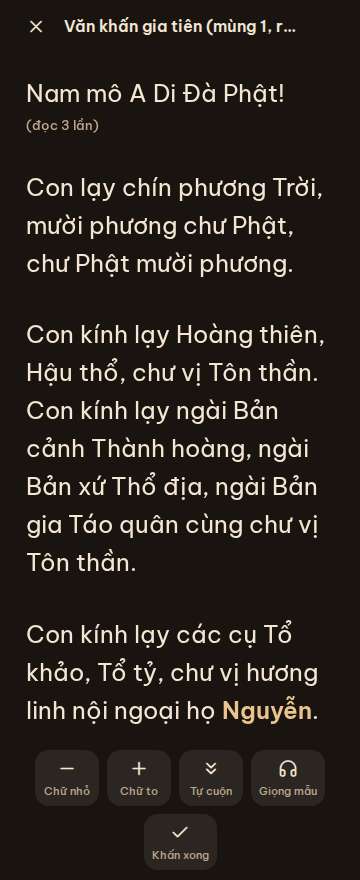 Văn khấn gia tiên (mùng 1, r...
Nam mô A Di Đà Phật!
(đọc 3 lần)
Con lạy chín phương Trời,
mười phương chư Phật,
chư Phật mười phương.
Con kính lạy Hoàng thiên,
Hậu thổ, chư vị Tôn thần.
Con kính lạy ngài Bản
cảnh Thành hoàng, ngài
Bản xứ Thổ địa, ngài Bản
gia Táo quân cùng chư vị
Tôn thần.
Con kính lạy các cụ Tổ
khảo, Tổ tỷ, chư vị hương
linh nội ngoại họ Nguyễn.
Chữ nhỏ
Chữ to
Tự cuộn
Giọng mẫu
Khấn xong